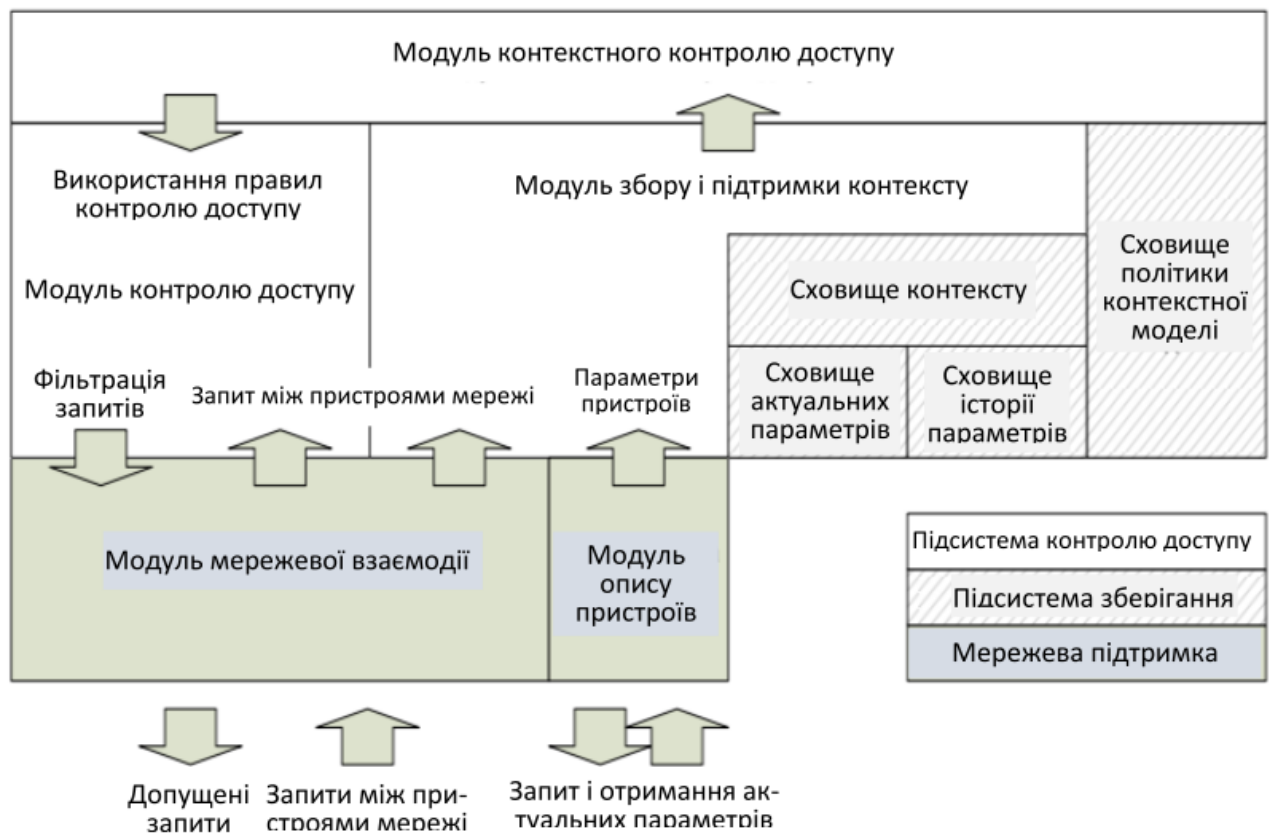 Модуль контекстного контролю доступу
Використання правил
контролю доступу
Модуль збору і підтримки контексту
Модуль контролю доступу
Сховище контексту
Сховище
політики
контекстної
моделі
Фільтрація
запитів
Запит між пристроями мережі
Параметри
пристроїв
Сховище
актуальних
параметрів
Сховище
історії
параметрів
Модуль мережевої взаємодії
Модуль
опису
пристроїв
Підсистема контролю доступу
Підсистема зберігання
Мережева підтримка
Допущені
запити
Запити між при-
строями мережі
Запит і отримання ак-
туальних параметрів